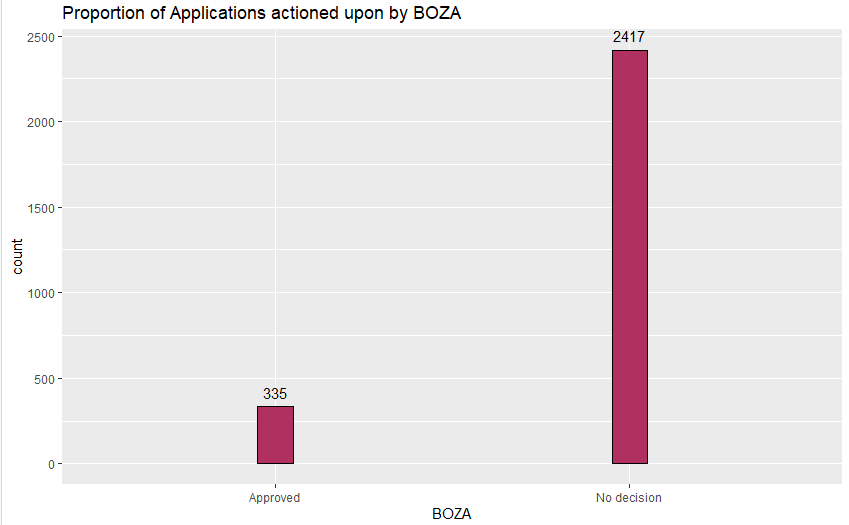 Proportion of Applications actioned upon by BOZA
2500
2000
1500
1000
500
0
count
2417
335
Approved
No decision
BOZA